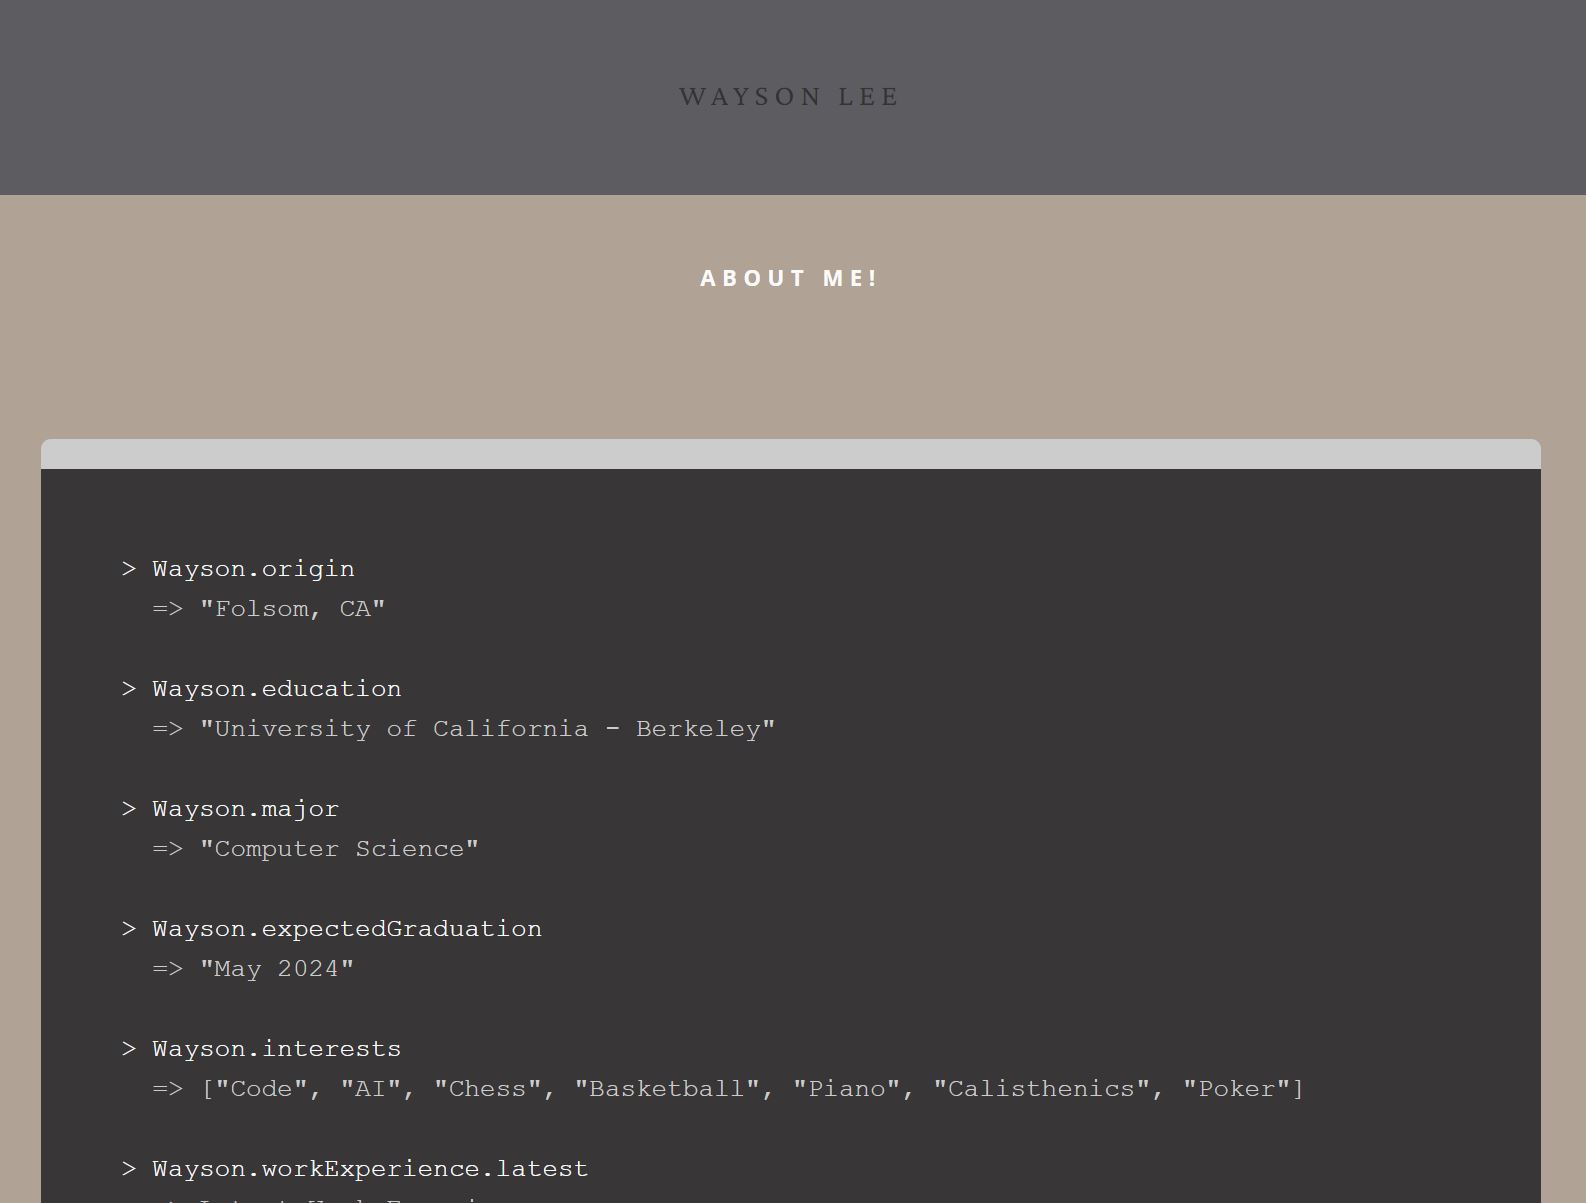 WAYSON LEE
ABOUT ME!
> Wayson.origin
=> "Folsom, CA"
> Wayson.education
=> "University of California - Berkeley"
> Wayson.major
=> "Computer Science"
> Wayson.expectedGraduation
=> "May 2024"
> Wayson.interests
=> ["Code", "AI", "Chess", "Basketball", "Piano", "Calisthenics", "Poker"]
> Wayson.workExperience.latest